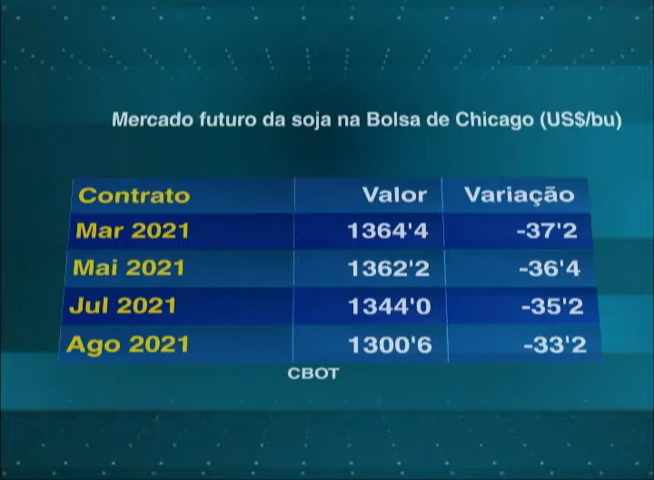 Mercado futuro da soja na Bolsa de Chicago (US$/bu)
Contrato Valor Variação
Mar 2021 1364'4 -37'2
Mai 2021 1362'2 -36'4
Jul 2021 1344'0 -35'2
Ago 2021 1300'6 -33'2
CBOT